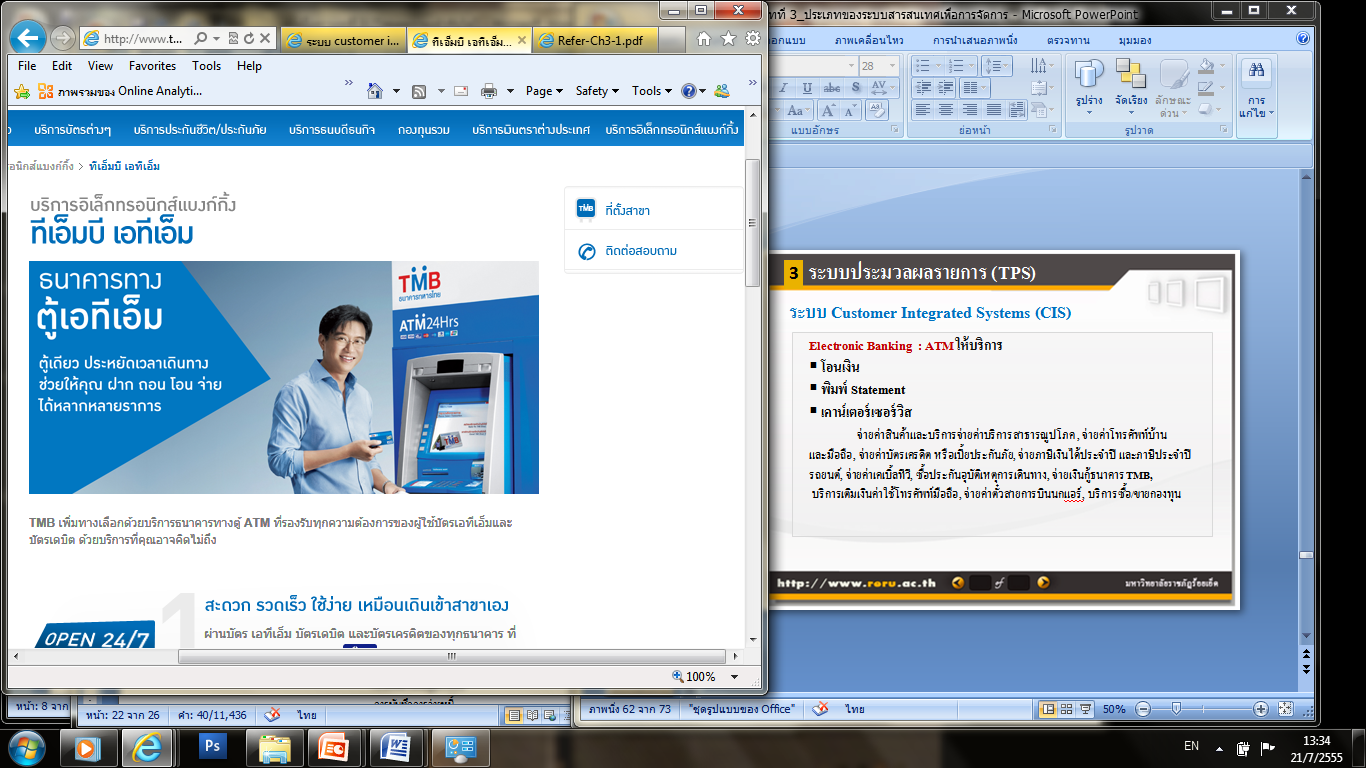 http://www.t...
ระบบ customer i...
ทีเอ็มบี เอทีเอ็ม...
Refer-Ch3-1.pdf
File Edit View Favorites Tools Help
ภาพรวมของ Online Analyti...
Page Safety Tools
บริการบัตรต่างๆ บริการประกันชีวิต/ประกันภัย บริการธนบดีธนกิจ กองทุนรวม บริการเงินตราต่างประเทศ บริการอิเล็กทรอนิกส์แบงก์กิ้ง
อนิกส์แบงก์กิ้ง > ทีเอ็มบี เอทีเอ็ม
บริการอิเล็กทรอนิกส์แบงก์กิ้ง
ทีเอ็มบี เอทีเอ็ม
TMB ที่ตั้งสาขา
ติดต่อสอบถาม
ธนาคารทาง
ตู้เอทีเอ็ม
ตู้เดียว ประหยัดเวลาเดินทาง
ช่วยให้คุณ ฝาก ถอน โอน จ่าย
ได้หลากหลายรายการ
TMB
ธนาคารทหารไทย
ATM24Hrs
TMB
TMB เพิ่มทางเลือกด้วยบริการธนาคารทางตู้ ATM ที่รองรับทุกความต้องการของผู้ใช้บัตรเอทีเอ็มและ
บัตรเดบิต ด้วยบริการที่คุณอาจคิดไม่ถึง
OPEN 24/7
1
สะดวก รวดเร็ว ใช้ง่าย เหมือนเดินเข้าสาขาเอง
ผ่านบัตร เอทีเอ็ม บัตรเดบิต และบัตรเครดิตของทุกธนาคาร ที่
100%
ทที่ 3_ประเภทของระบบสารสนเทศเพื่อการจัดการ - Microsoft PowerPoint
อกแบบ ภาพเคลื่อนไหว การนำเสนอภาพนิ่ง ตรวจทาน มุมมอง
28
รูปร่าง จัดเรียง ลักษณะด่วน
การแก้ไข
แบบอักษร ย่อหน้า รูปวาด
3 ระบบประมวลผลรายการ (TPS)
ระบบ Customer Integrated Systems (CIS)
Electronic Banking : ATM ให้บริการ
▪ โอนเงิน
▪ พิมพ์ Statement
▪ เคาน์เตอร์เซอร์วิส
จ่ายค่าสินค้าและบริการจ่ายค่าบริการสาธารณูปโภค, จ่ายค่าโทรศัพท์บ้าน
และมือถือ, จ่ายค่าบัตรเครดิต หรือเบี้ยประกันภัย, จ่ายภาษีเงินได้ประจำปี และภาษีประจำปี
รถยนต์, จ่ายค่าเคเบิ้ลทีวี, ซื้อประกันอุบัติเหตุการเดินทาง, จ่ายเงินกู้ธนาคาร TMB,
บริการเติมเงินค่าใช้โทรศัพท์มือถือ, จ่ายค่าตั๋วสายการบินนกแอร์, บริการซื้อ/ขายกองทุน
http://www.reru.ac.th
of
มหาวิทยาลัยราชภัฏร้อยเอ็ด
หน้า: 8 จาก
หน้า: 22 จาก 26 คำ: 40/11,436 ไทย
ภาพนิ่ง 62 จาก 73 "ชุดรูปแบบของ Office" ไทย 50%
Ps
EN
13:34
21/7/2555